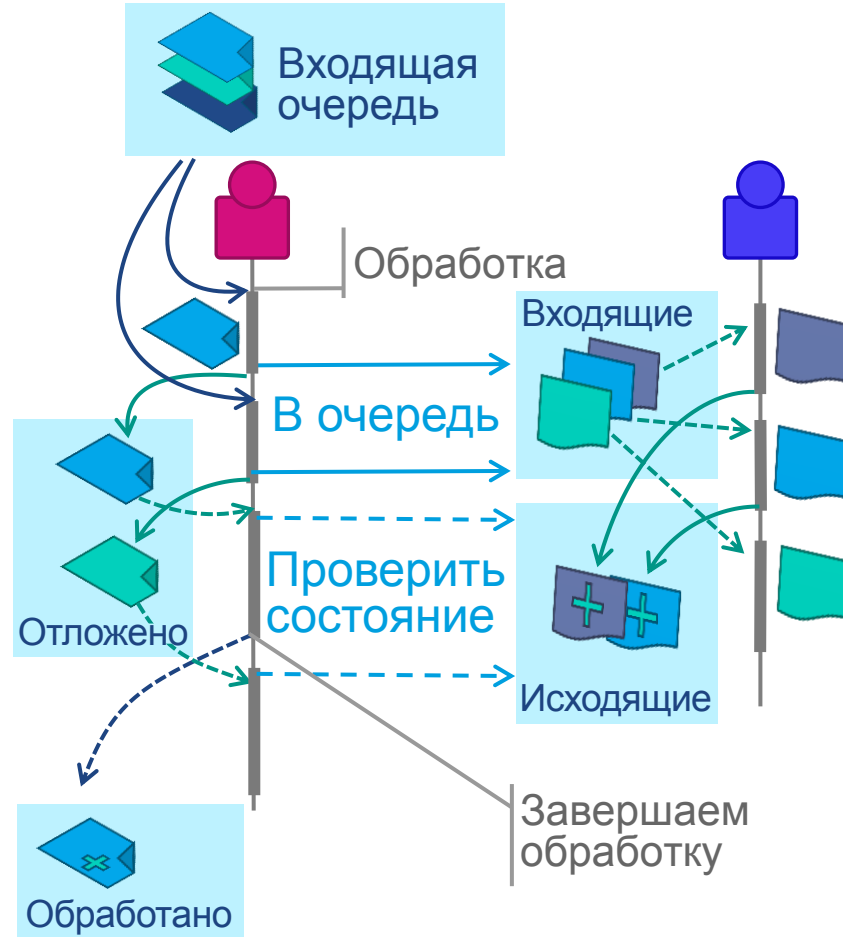 Входящая
очередь
Обработка
Входящие
В очередь
Проверить
состояние
Отложено
Исходящие
Завершаем
обработку
Обработано